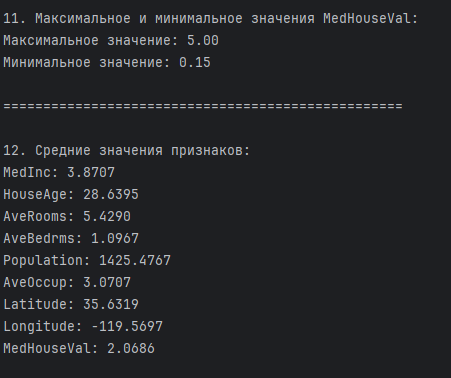 11. Максимальное и минимальное значения MedHouseVal:
Максимальное значение: 5.00
Минимальное значение: 0.15
==================================================
12. Средние значения признаков:
MedInc: 3.8707
HouseAge: 28.6395
AveRooms: 5.4290
AveBedrms: 1.0967
Population: 1425.4767
AveOccup: 3.0707
Latitude: 35.6319
Longitude: -119.5697
MedHouseVal: 2.0686